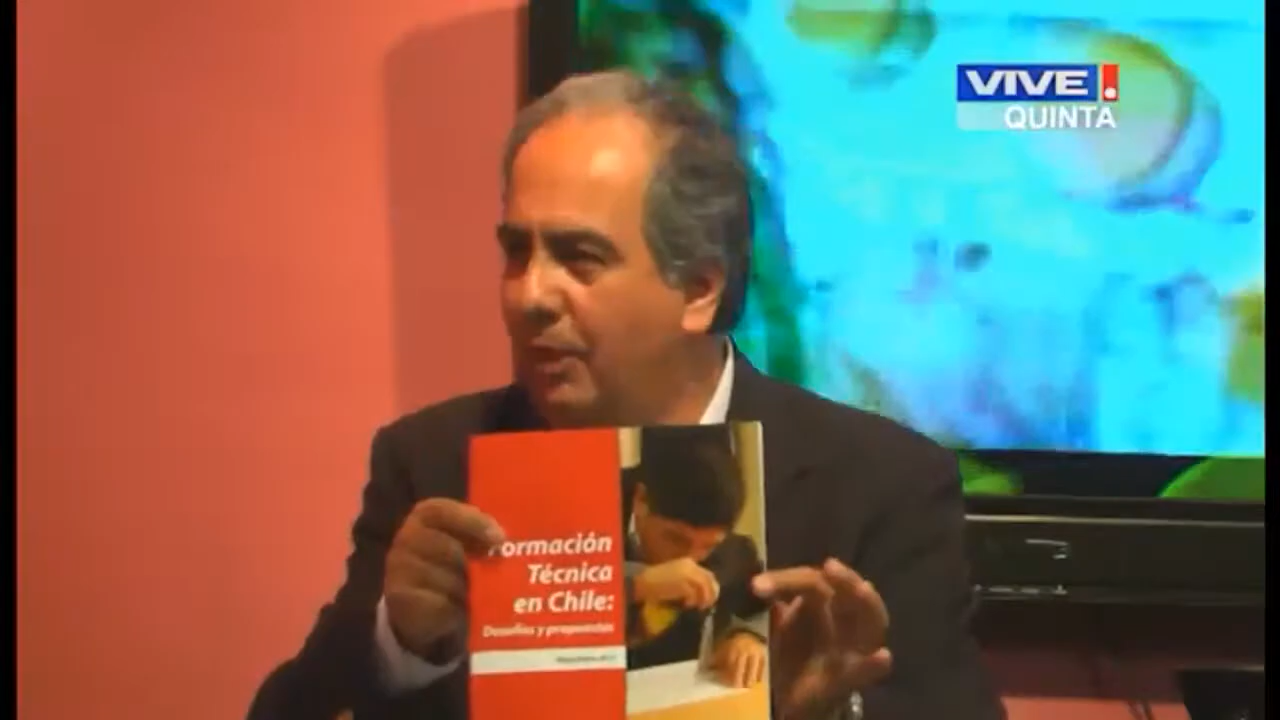 VIVE!
QUINTA
Formación
Técnica
en Chile:
Desafíos y propuestas